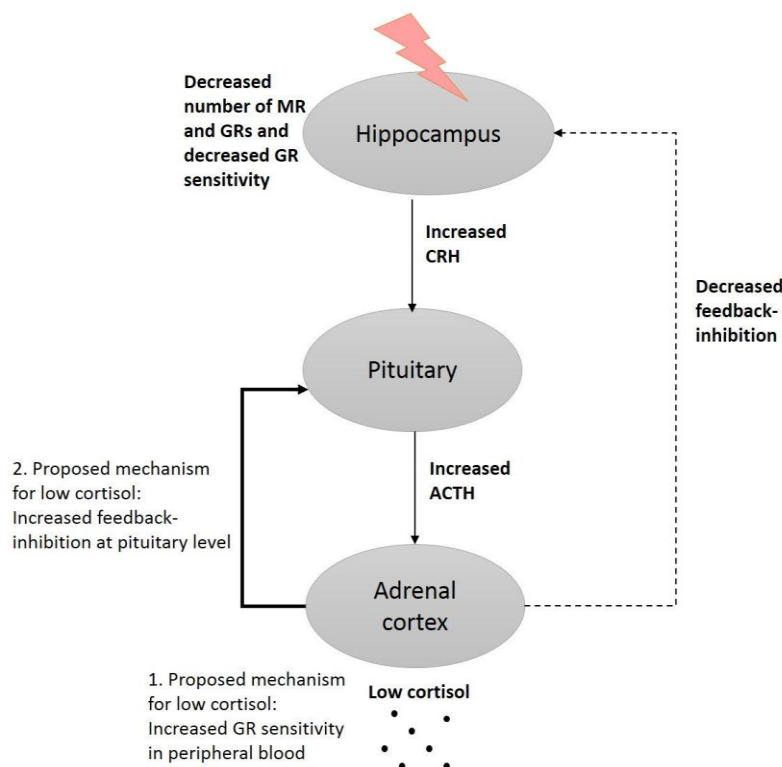 Decreased
number of MR
and GRs and
decreased GR
sensitivity
Hippocampus
Increased
CRH
Decreased
feedback-
inhibition
Pituitary
Increased
ACTH
2. Proposed mechanism
for low cortisol:
Increased feedback-
inhibition at pituitary level
Adrenal
cortex
1. Proposed mechanism
for low cortisol:
Increased GR sensitivity
in peripheral blood
Low cortisol